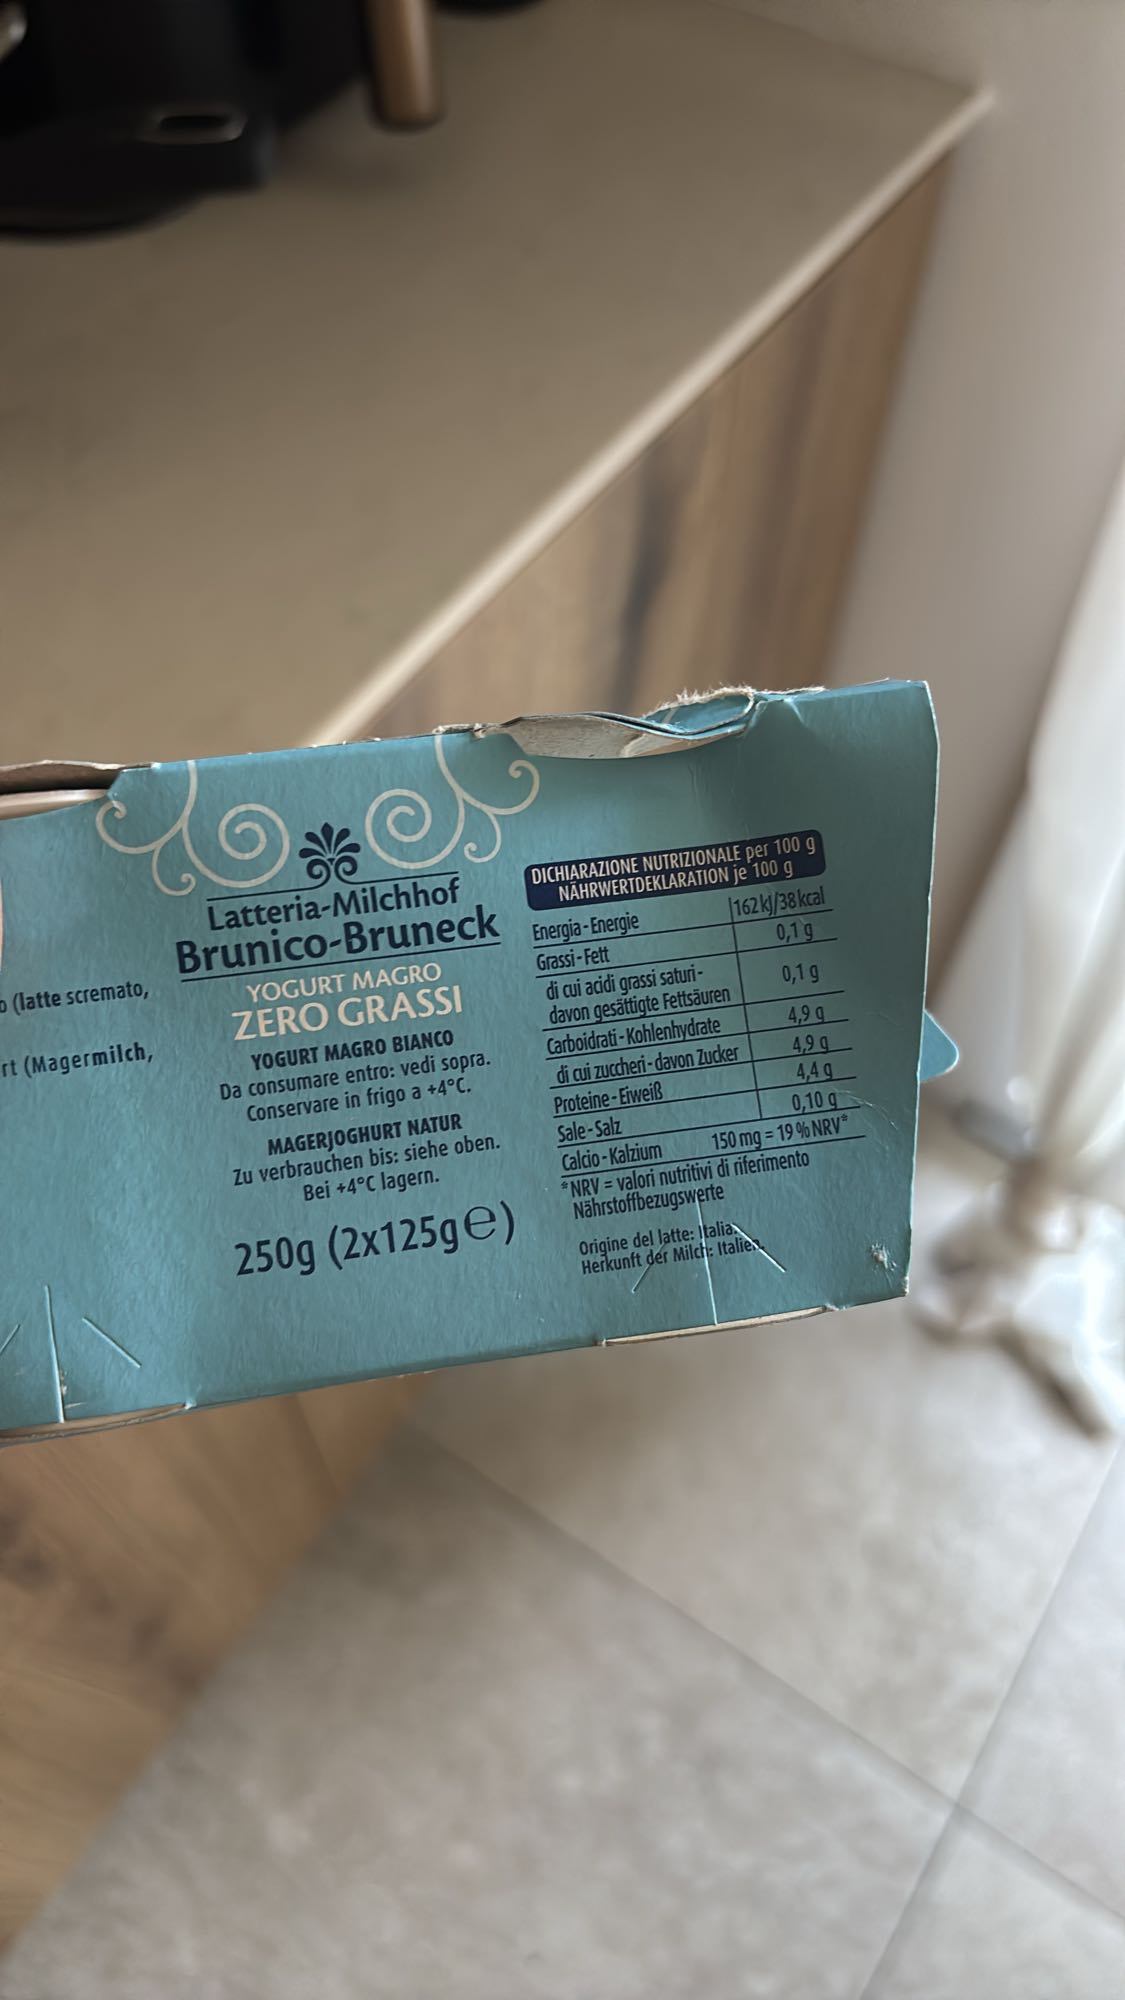 (latte scremato,
rt (Magermilch,
Latteria-Milchhof
Brunico-Bruneck
YOGURT MAGRO
ZERO GRASSI
YOGURT MAGRO BIANCO
Da consumare entro: vedi sopra.
Conservare in frigo a +4°C.
MAGERJOGHURT NATUR
Zu verbrauchen bis: siehe oben.
Bei +4°C lagern.
250g (2x125g℮)
DICHIARAZIONE NUTRIZIONALE per 100 g
NÄHRWERTDEKLARATION je 100 g
Energia-Energie 162 kJ/38 kcal
Grassi-Fett 0,1 g
di cui acidi grassi saturi-
davon gesättigte Fettsäuren 0,1 g
Carboidrati-Kohlenhydrate 4,9 g
di cui zuccheri-davon Zucker 4,9 g
Proteine-Eiweiß 4,4 g
Sale-Salz 0,10 g
Calcio-Kalzium 150 mg = 19 % NRV*
*NRV = valori nutritivi di riferimento
Nährstoffbezugswerte
Origine del latte: Italia.
Herkunft der Milch: Italien.